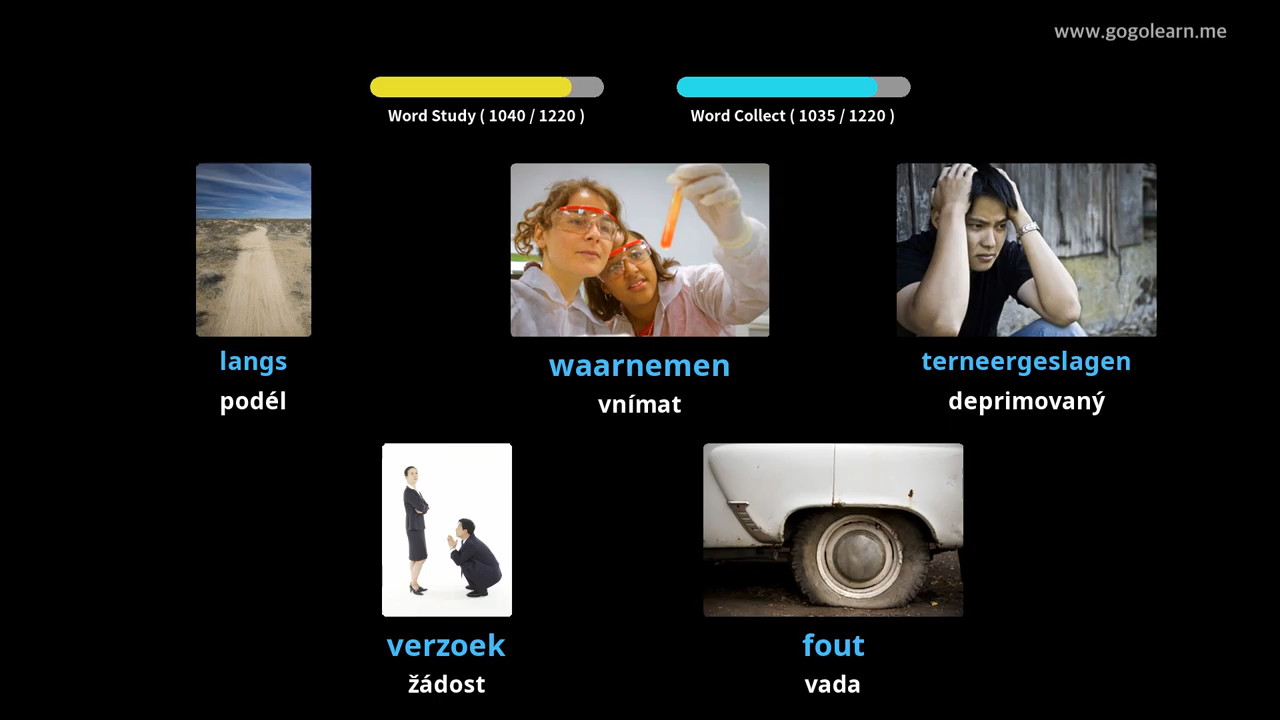 www.gogolearn.me
Word Study ( 1040 / 1220 )
Word Collect ( 1035 / 1220 )
langs
podél
waarnemen
vnímat
terneergeslagen
deprimovaný
verzoek
žádost
fout
vada